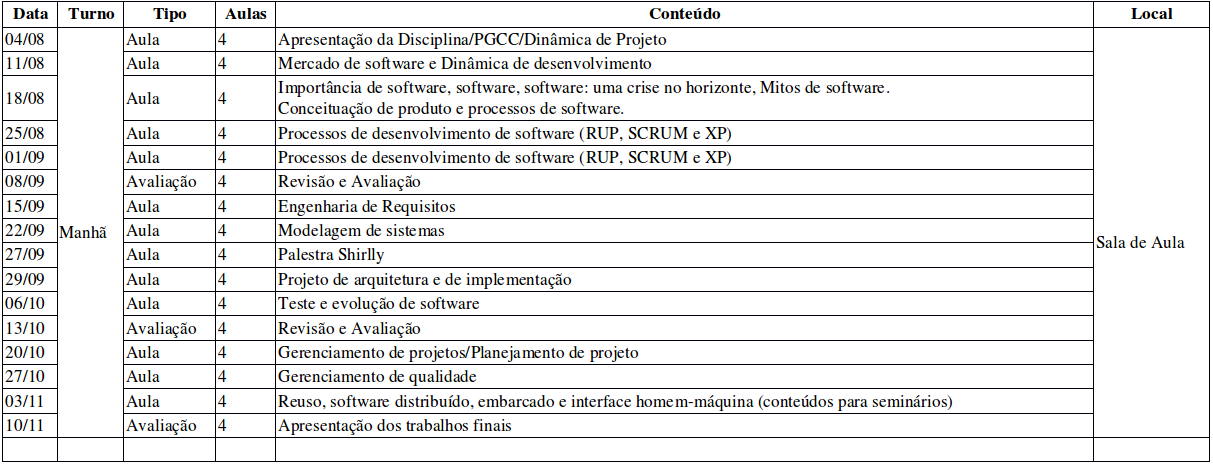 Data Turno Tipo Aulas Conteúdo Local
04/08 Aula 4 Apresentação da Disciplina/PGCC/Dinâmica de Projeto
11/08 Aula 4 Mercado de software e Dinâmica de desenvolvimento
18/08 Aula 4 Importância de software, software: uma crise no horizonte, Mitos de software.
Conceituação de produto e processos de software.
25/08 Aula 4 Processos de desenvolvimento de software (RUP, SCRUM e XP)
01/09 Aula 4 Processos de desenvolvimento de software (RUP, SCRUM e XP)
08/09 Avaliação 4 Revisão e Avaliação
15/09 Aula 4 Engenharia de Requisitos
22/09 Manhã Aula 4 Modelagem de sistemas
27/09 Aula 4 Palestra Shirlly Sala de Aula
29/09 Aula 4 Projeto de arquitetura e de implementação
06/10 Aula 4 Teste e evolução de software
13/10 Avaliação 4 Revisão e Avaliação
20/10 Aula 4 Gerenciamento de projetos/Planejamento de projeto
27/10 Aula 4 Gerenciamento de qualidade
03/11 Aula 4 Reuso, software distribuído, embarcado e interface homem-máquina (conteúdos para seminários)
10/11 Avaliação 4 Apresentação dos trabalhos finais